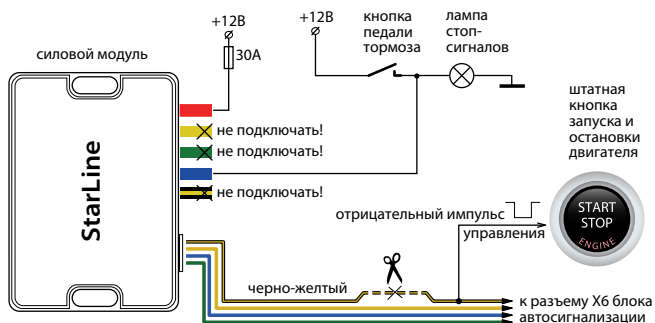 +12В
30А
+12В
кнопка
педали
тормоза
лампа
стоп-
сигналов
силовой модуль
StarLine
не подключать!
не подключать!
не подключать!
штатная
кнопка
запуска и
остановки
двигателя
START
STOP
ENGINE
отрицательный импульс
управления
черно-желтый
к разъему X6 блока
автосигнализации